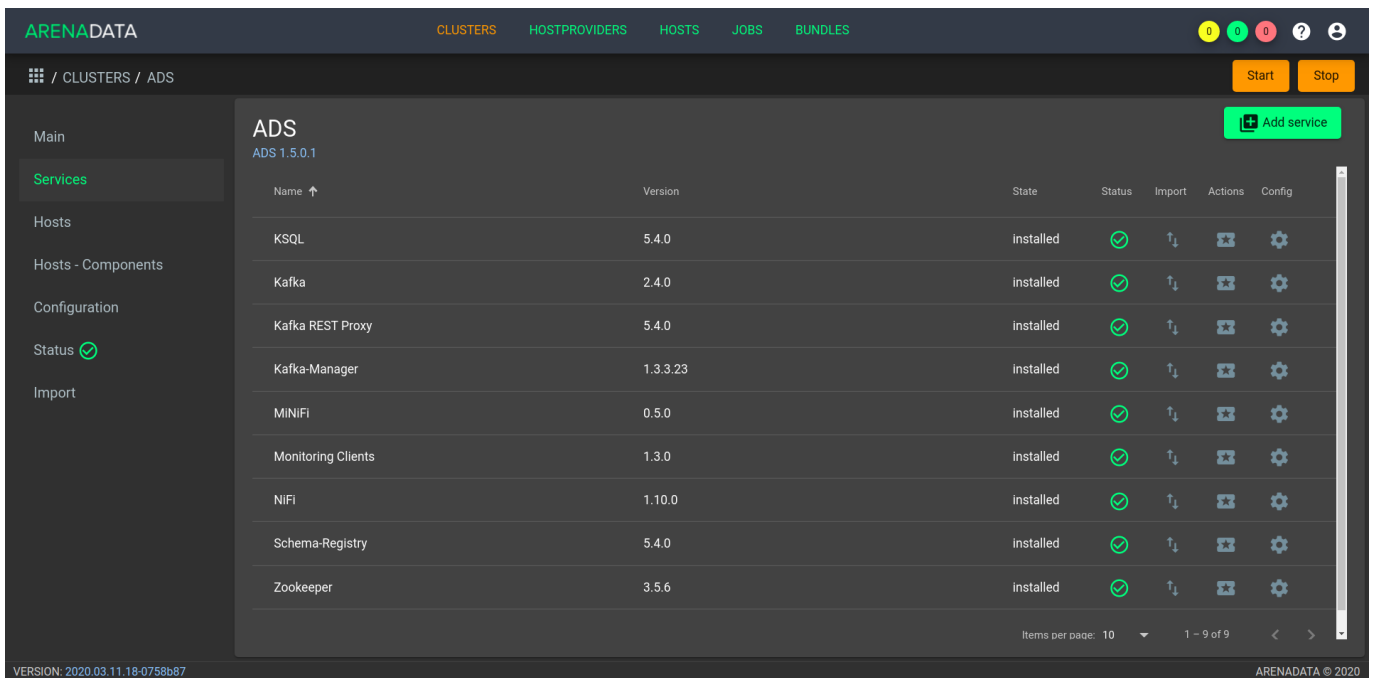 ARENADATA CLUSTERS HOSTPROVIDERS HOSTS JOBS BUNDLES 0 0 0 ?
/ CLUSTERS / ADS Start Stop
Main
Services
Hosts
Hosts - Components
Configuration
Status
Import
ADS Add service
ADS 1.5.0.1
Name Version State Status Import Actions Config
KSQL 5.4.0 installed
Kafka 2.4.0 installed
Kafka REST Proxy 5.4.0 installed
Kafka-Manager 1.3.3.23 installed
MiNiFi 0.5.0 installed
Monitoring Clients 1.3.0 installed
NiFi 1.10.0 installed
Schema-Registry 5.4.0 installed
Zookeeper 3.5.6 installed
Items per page: 10 1 – 9 of 9
VERSION: 2020.03.11.18-0758b87 ARENADATA © 2020